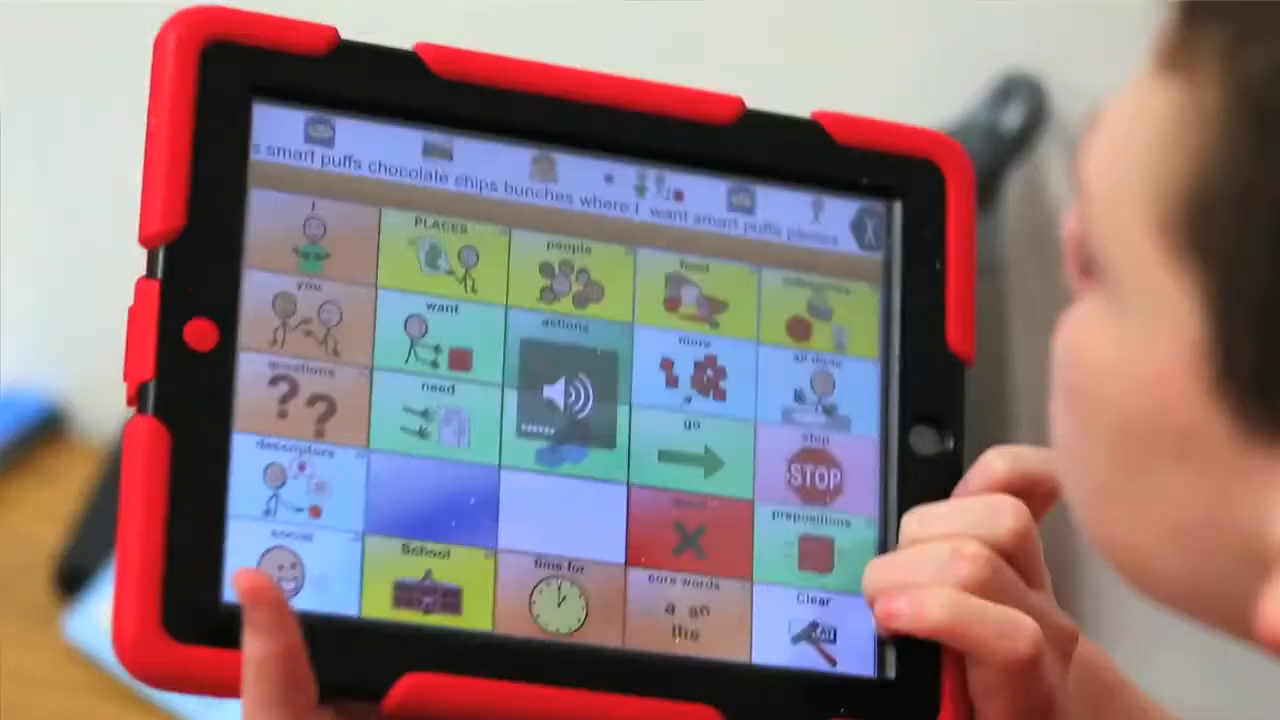 s smart puffs chocolate chips bunches where I want smart puffs please
I
PLACES
people
food
you
want
actions
more
all done
questions
need
go
stop
STOP
descriptors
prepositions
social
School
time for
core words
a an
the
Clear